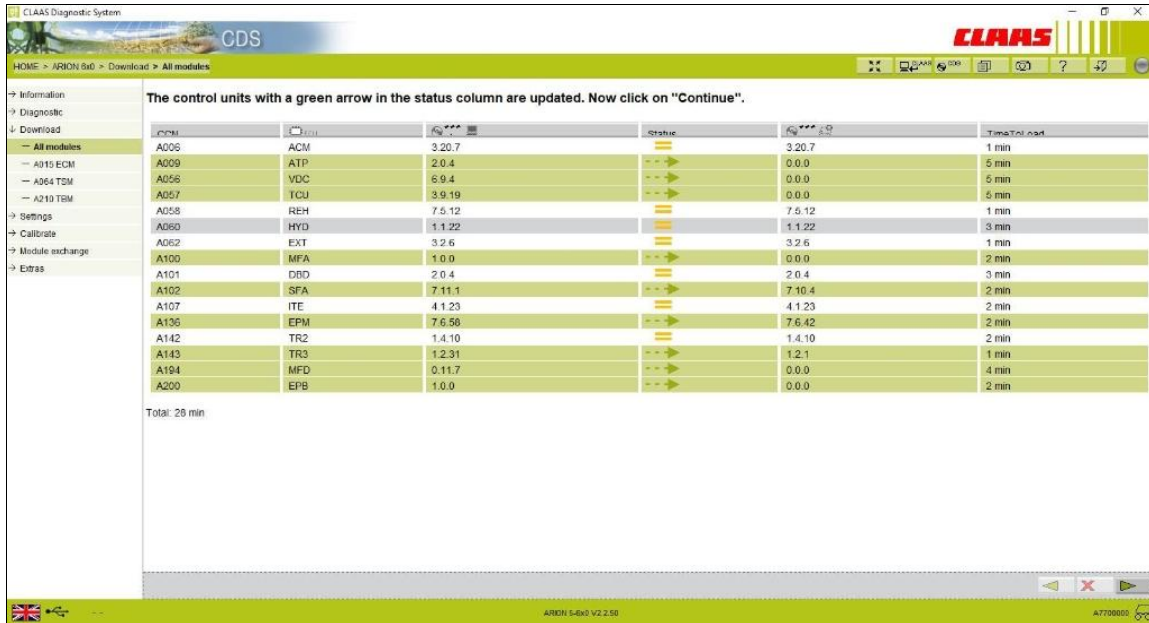 CLAAS Diagnostic System
CDS
CLAAS
HOME > ARION 6x0 > Download > All modules
CLAAS
CDS
?
Information
Diagnostic
Download
All modules
A015 ECM
A064 TSM
A210 TBM
Settings
Calibrate
Module exchange
Extras
The control units with a green arrow in the status column are updated. Now click on "Continue".
CCN Status TimeToLoad
A006 ACM 3.20.7 3.20.7 1 min
A009 ATP 2.0.4 0.0.0 5 min
A056 VDC 6.9.4 0.0.0 5 min
A057 TCU 3.9.19 0.0.0 5 min
A058 REH 7.5.12 7.5.12 1 min
A060 HYD 1.1.22 1.1.22 3 min
A062 EXT 3.2.6 3.2.6 1 min
A100 MFA 1.0.0 0.0.0 2 min
A101 DBD 2.0.4 2.0.4 3 min
A102 SFA 7.11.1 7.10.4 2 min
A107 ITE 4.1.23 4.1.23 2 min
A136 EPM 7.6.58 7.6.42 2 min
A142 TR2 1.4.10 1.4.10 2 min
A143 TR3 1.2.31 1.2.1 1 min
A194 MFD 0.11.7 0.0.0 4 min
A200 EPB 1.0.0 0.0.0 2 min
Total: 28 min
-- ARION 5-6x0 V2.2.50 A7700000